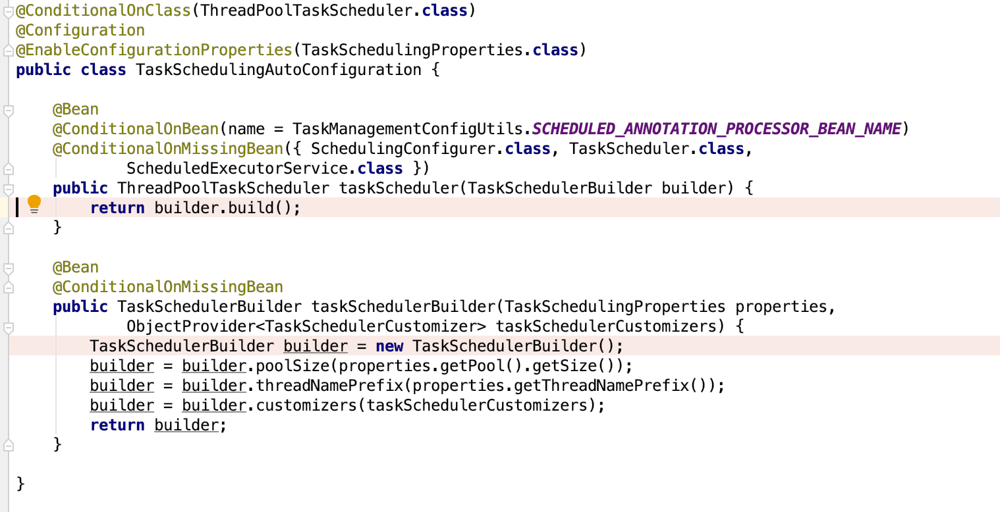 @ConditionalOnClass(ThreadPoolTaskScheduler.class)
@Configuration
@EnableConfigurationProperties(TaskSchedulingProperties.class)
public class TaskSchedulingAutoConfiguration {
@Bean
@ConditionalOnBean(name = TaskManagementConfigUtils.SCHEDULED_ANNOTATION_PROCESSOR_BEAN_NAME)
@ConditionalOnMissingBean({ SchedulingConfigurer.class, TaskScheduler.class,
ScheduledExecutorService.class })
public ThreadPoolTaskScheduler taskScheduler(TaskSchedulerBuilder builder) {
return builder.build();
}
@Bean
@ConditionalOnMissingBean
public TaskSchedulerBuilder taskSchedulerBuilder(TaskSchedulingProperties properties,
ObjectProvider<TaskSchedulerCustomizer> taskSchedulerCustomizers) {
TaskSchedulerBuilder builder = new TaskSchedulerBuilder();
builder = builder.poolSize(properties.getPool().getSize());
builder = builder.threadNamePrefix(properties.getThreadNamePrefix());
builder = builder.customizers(taskSchedulerCustomizers);
return builder;
}
}